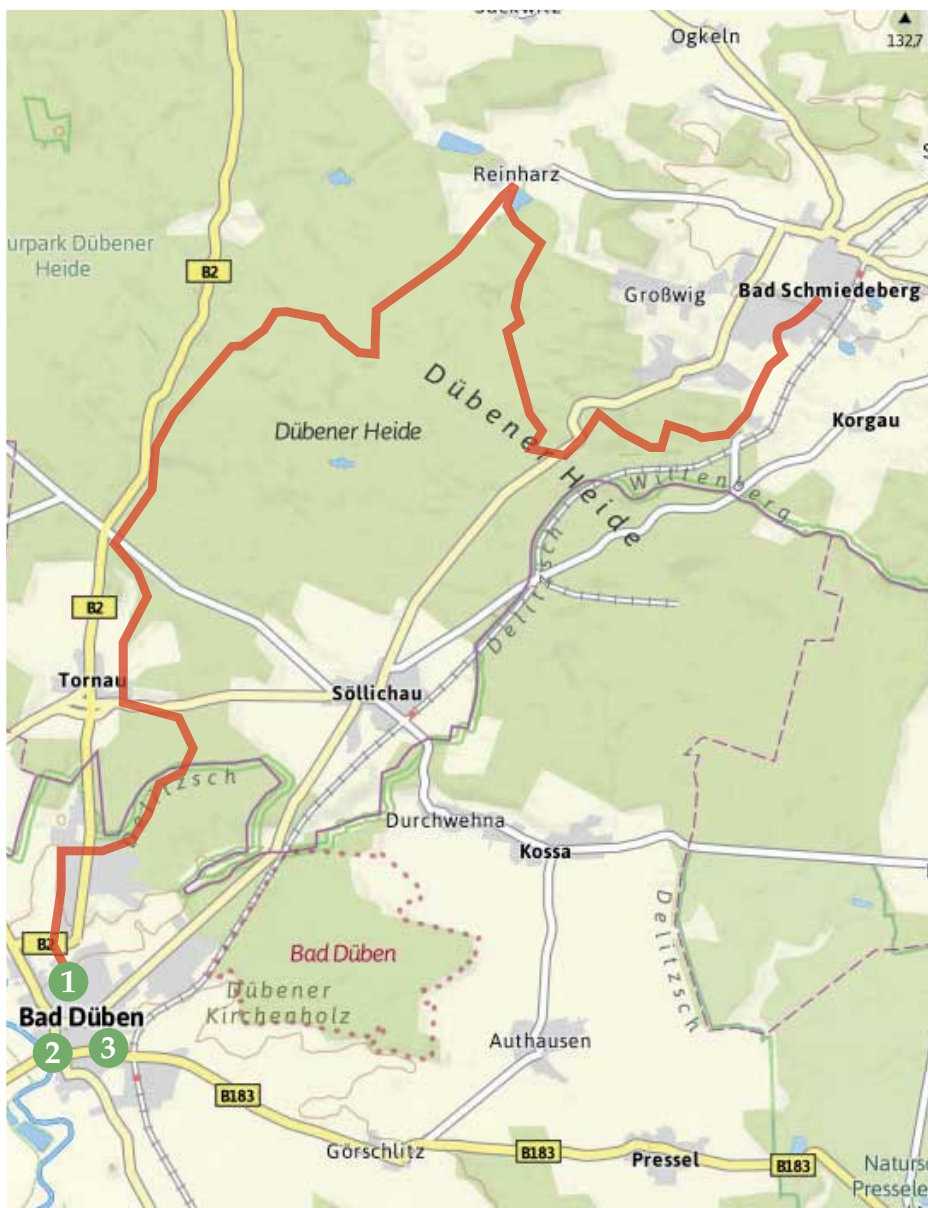 Ogkeln
132,7
Reinharz
urpark Dübener
Heide
B2
Großwig
Bad Schmiedeberg
Dübener Heide
Dübener Heide
Korgau
Wittenberg
Delitzsch
B2
Tornau
Söllichau
Delitzsch
Durchwehna
Kossa
Delitzsch
B2
Bad Düben
1
Dübener
Kirchenholz
Bad Düben
2
3
Authausen
B183
Görschlitz
B183
Pressel
B183
Naturs
Pressele